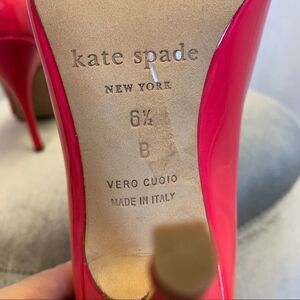 kate spade
NEW YORK
6½
B
VERO CUOIO
MADE IN ITALY